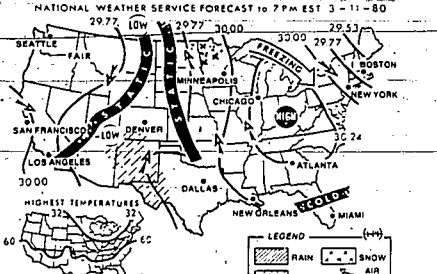 NATIONAL WEATHER SERVICE FORECAST to 7 PM EST 3-11-80
29.77
LOW
29.77
30.00
30.00
29.53
29.77
SEATTLE
FAIR
FREEZING
BOSTON
MINNEAPOLIS
NEW YORK
CHICAGO
STATIC
STATIC
HIGH
SAN FRANCISCO
LOW
DENVER
30.24
LOS ANGELES
ATLANTA
30.00
DALLAS
COLD
HIGHEST TEMPERATURES
NEW ORLEANS
MIAMI
32
32
60
60
LEGEND
RAIN
SNOW
AIR